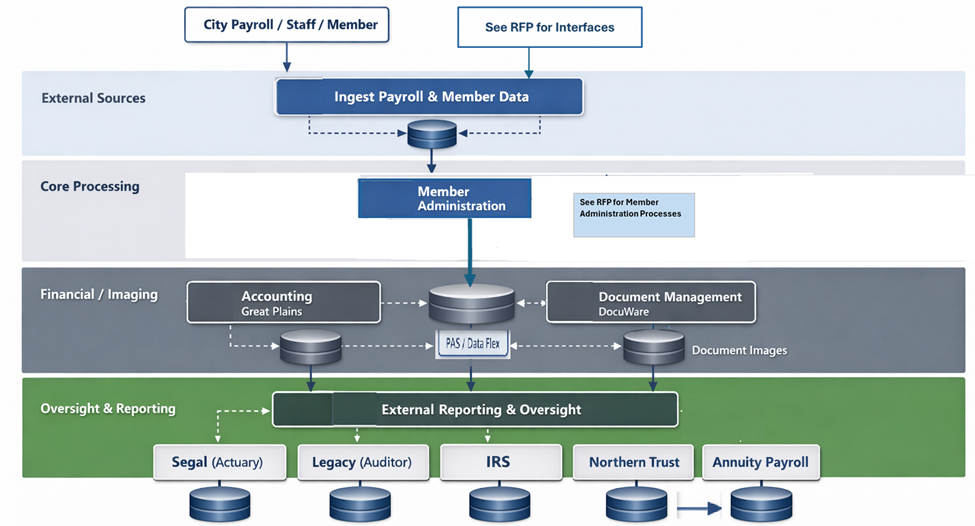 City Payroll / Staff / Member
See RFP for Interfaces
External Sources
Ingest Payroll & Member Data
Core Processing
Member
Administration
See RFP for Member
Administration Processes
Financial / Imaging
Accounting
Great Plains
Document Management
DocuWare
PAS / Data Flex
Document Images
Oversight & Reporting
External Reporting & Oversight
Segal (Actuary)
Legacy (Auditor)
IRS
Northern Trust
Annuity Payroll